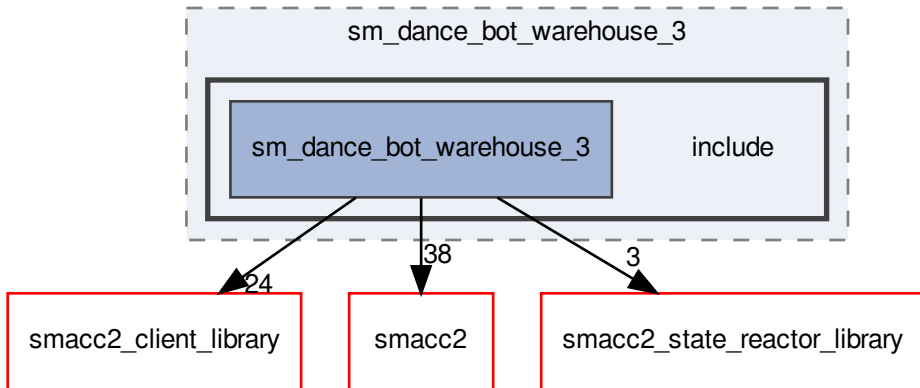 sm_dance_bot_warehouse_3
sm_dance_bot_warehouse_3
include
24
38
3
smacc2_client_library
smacc2
smacc2_state_reactor_library